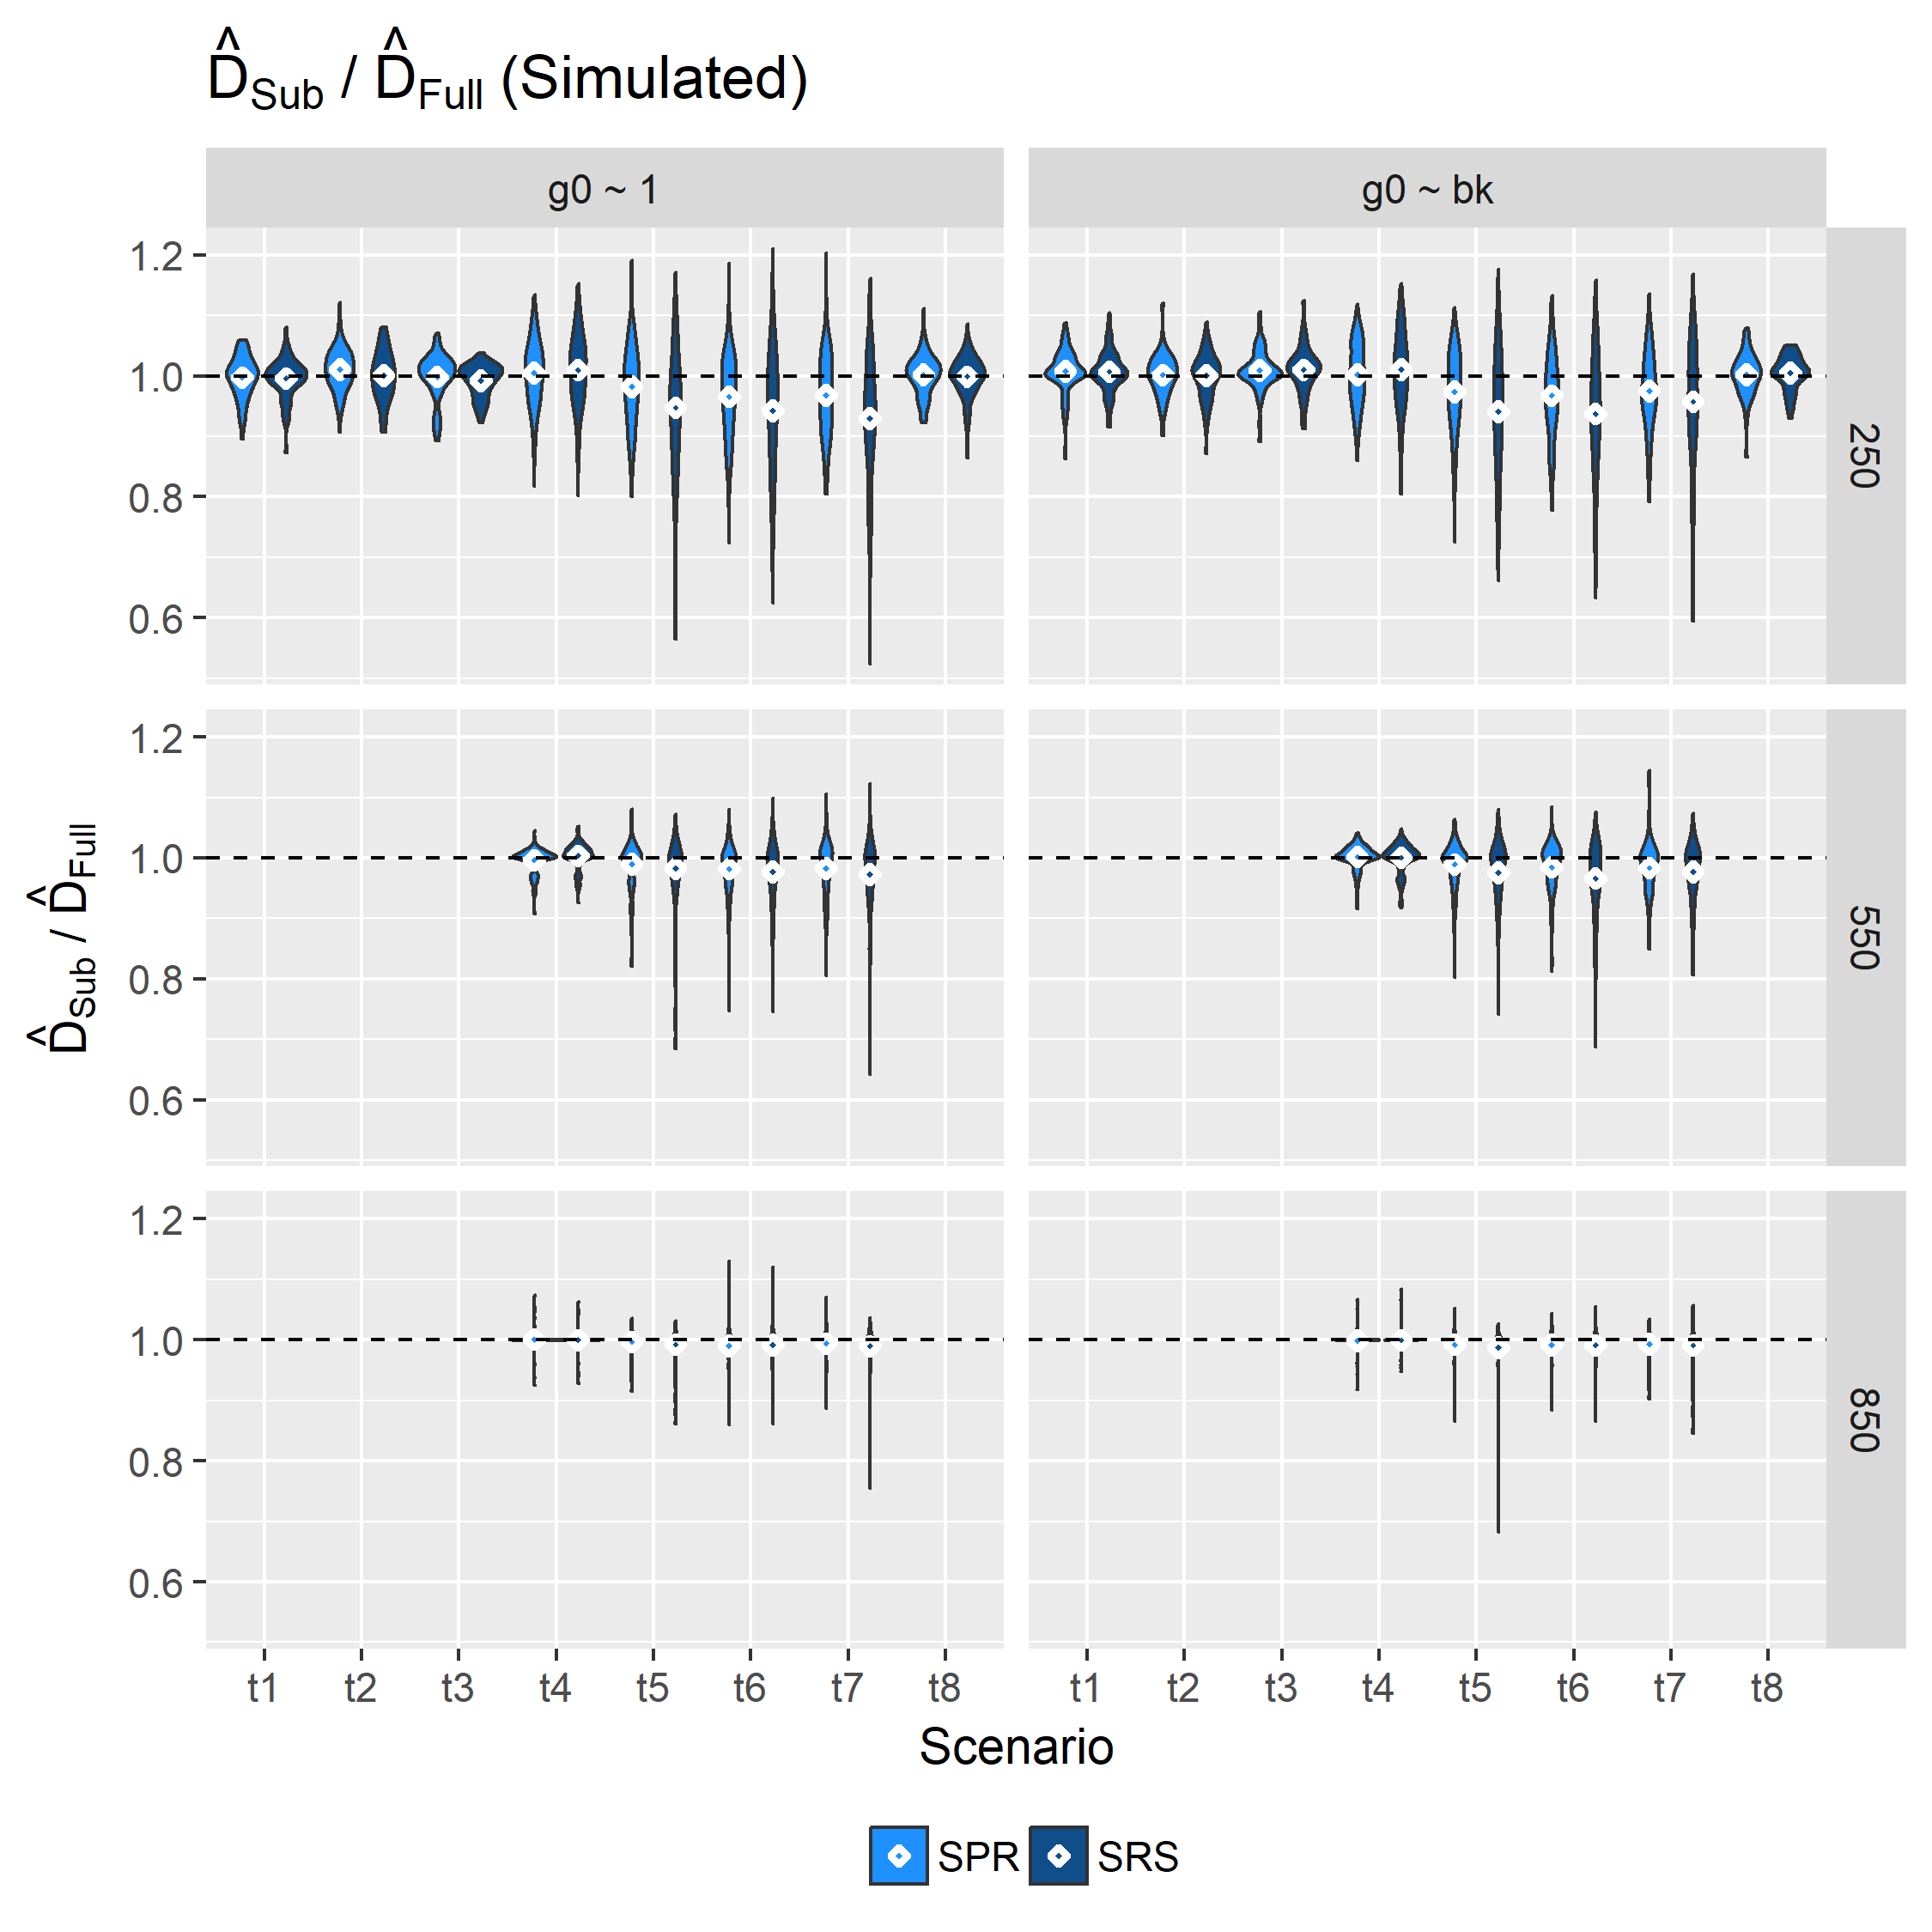 D̂Sub / D̂Full (Simulated)
g0 ~ 1
g0 ~ bk
1.2
1.0
0.8
0.6
250
1.2
1.0
0.8
0.6
550
1.2
1.0
0.8
0.6
850
D̂Sub / D̂Full
t1 t2 t3 t4 t5 t6 t7 t8
t1 t2 t3 t4 t5 t6 t7 t8
Scenario
SPR SRS